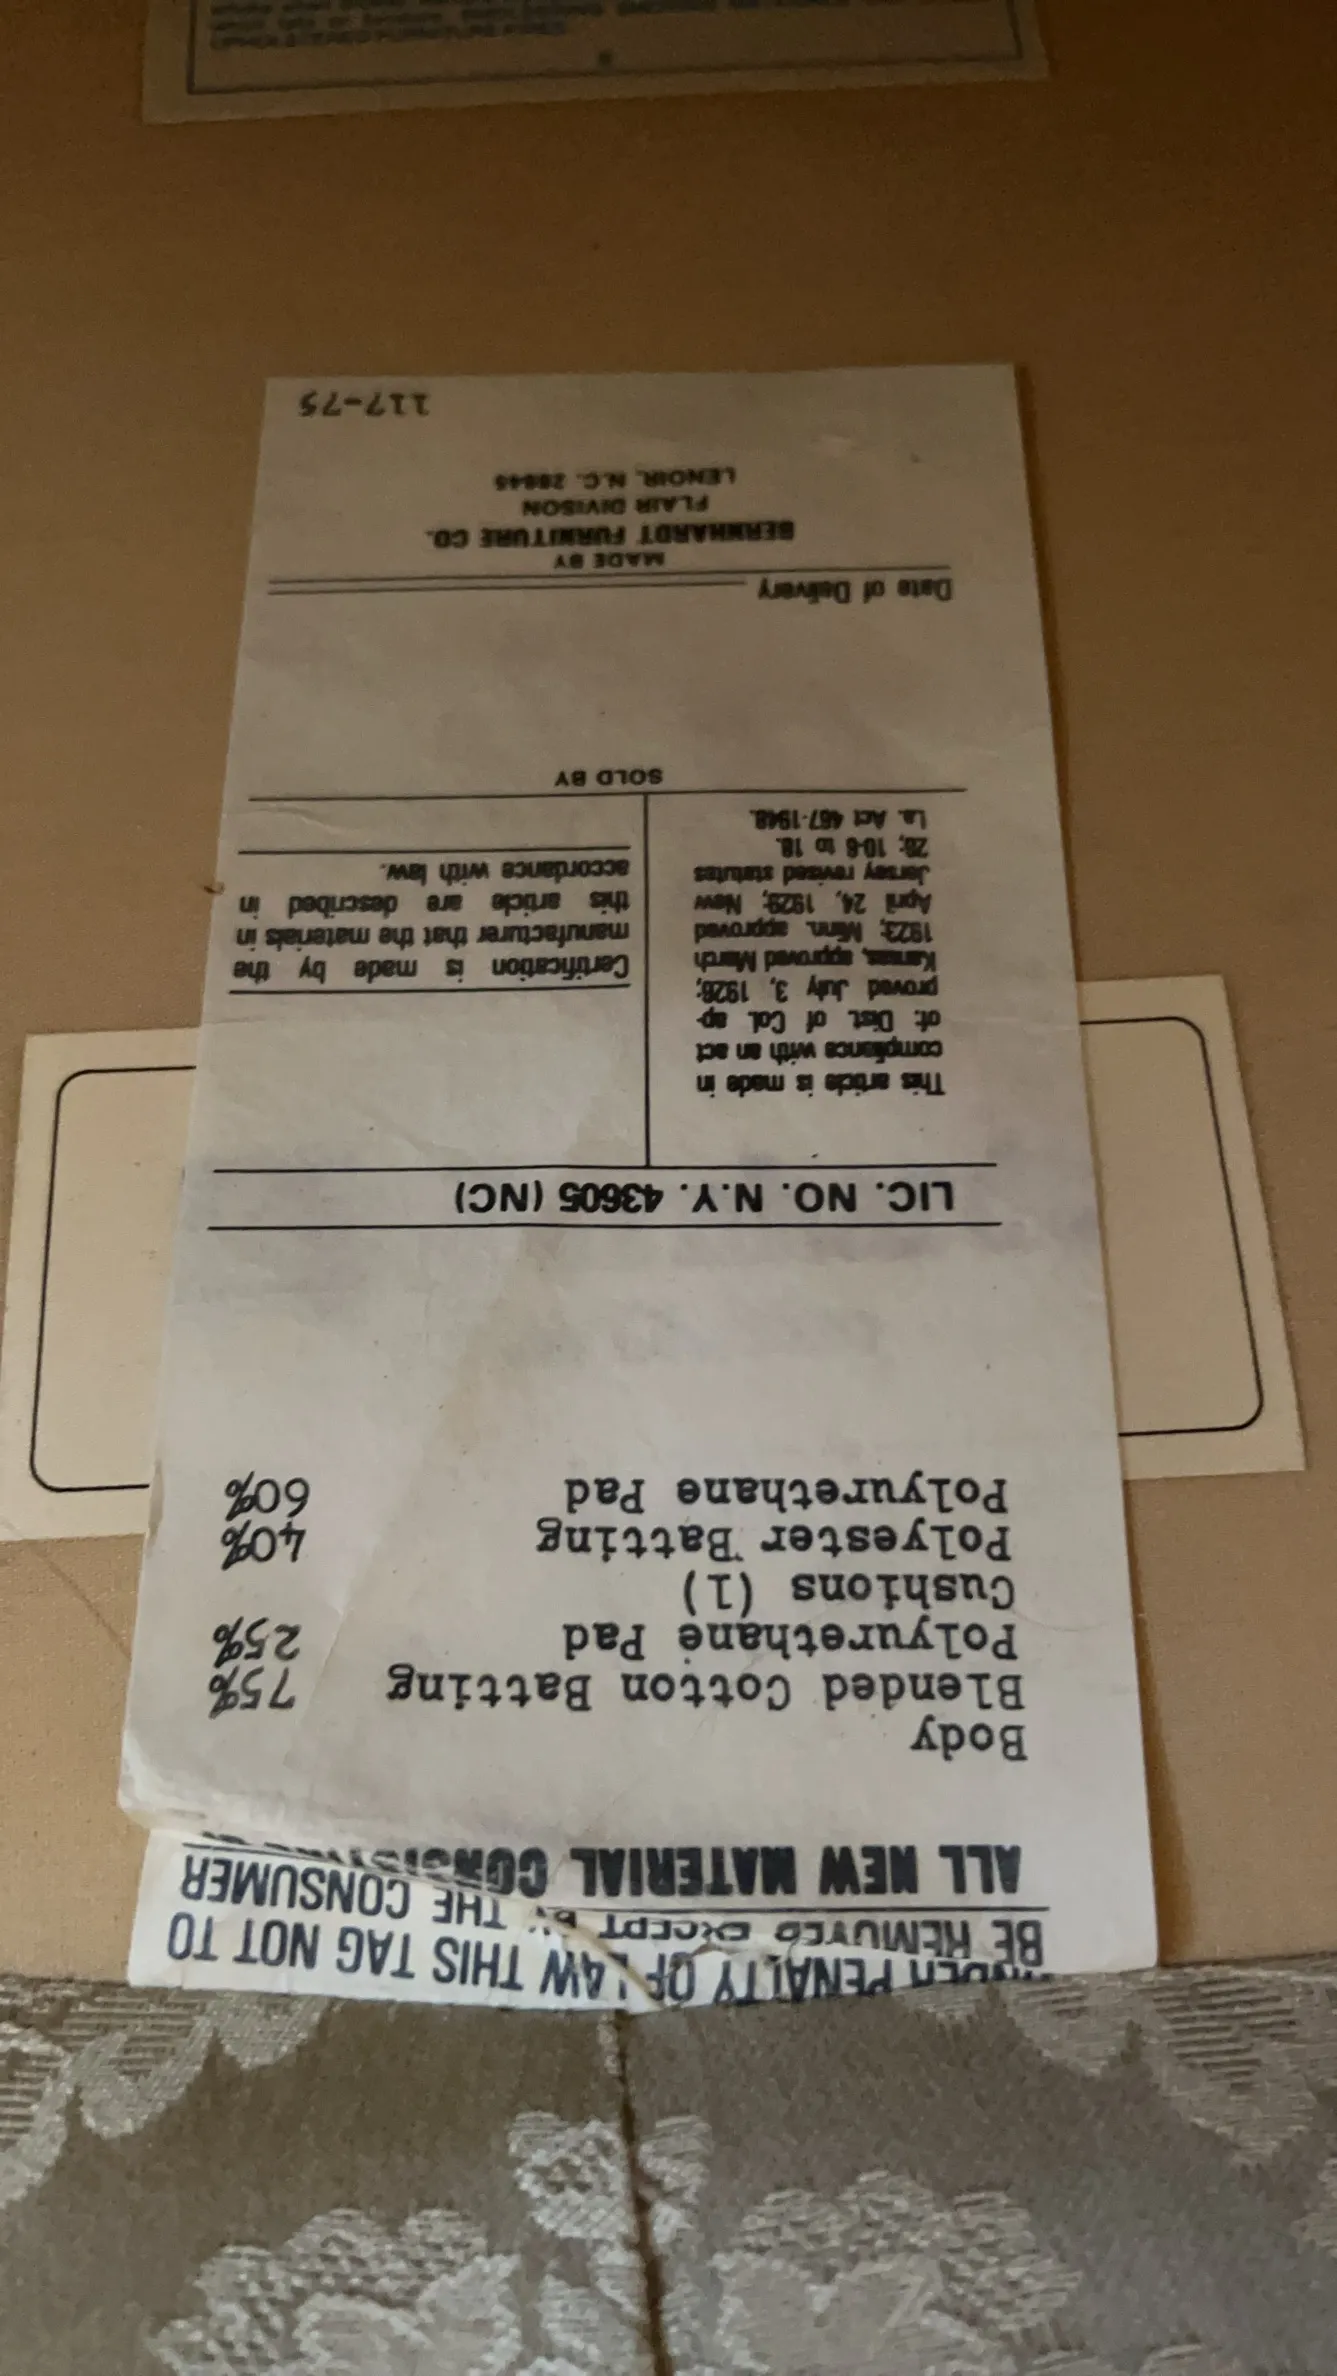 UNDER PENALTY OF LAW THIS TAG NOT TO
BE REMOVED EXCEPT BY THE CONSUMER
ALL NEW MATERIAL
Body
Blended Cotton Batting 75%
Polyurethane Pad 25%
Cushions (1)
Polyester Batting 40%
Polyurethane Pad 60%
LIC. NO. N.Y. 43605 (NC)
This article is made in
compliance with an act
of: Dist. of Col. ap-
proved July 3, 1926;
Kansas, approved March
1923; Minn. approved
April 24, 1929; New
Jersey revised statutes
26; 10-6 to 18.
La. Act 467-1948.
Certification is made by the
manufacturer that the materials in
this article are described in
accordance with law.
SOLD BY
Date of Delivery
MADE BY
BERNHARDT FURNITURE CO.
FLAIR DIVISON
LENOIR, N.C. 28645
117-75
UPHOLSTERED FURNITURE FIRES